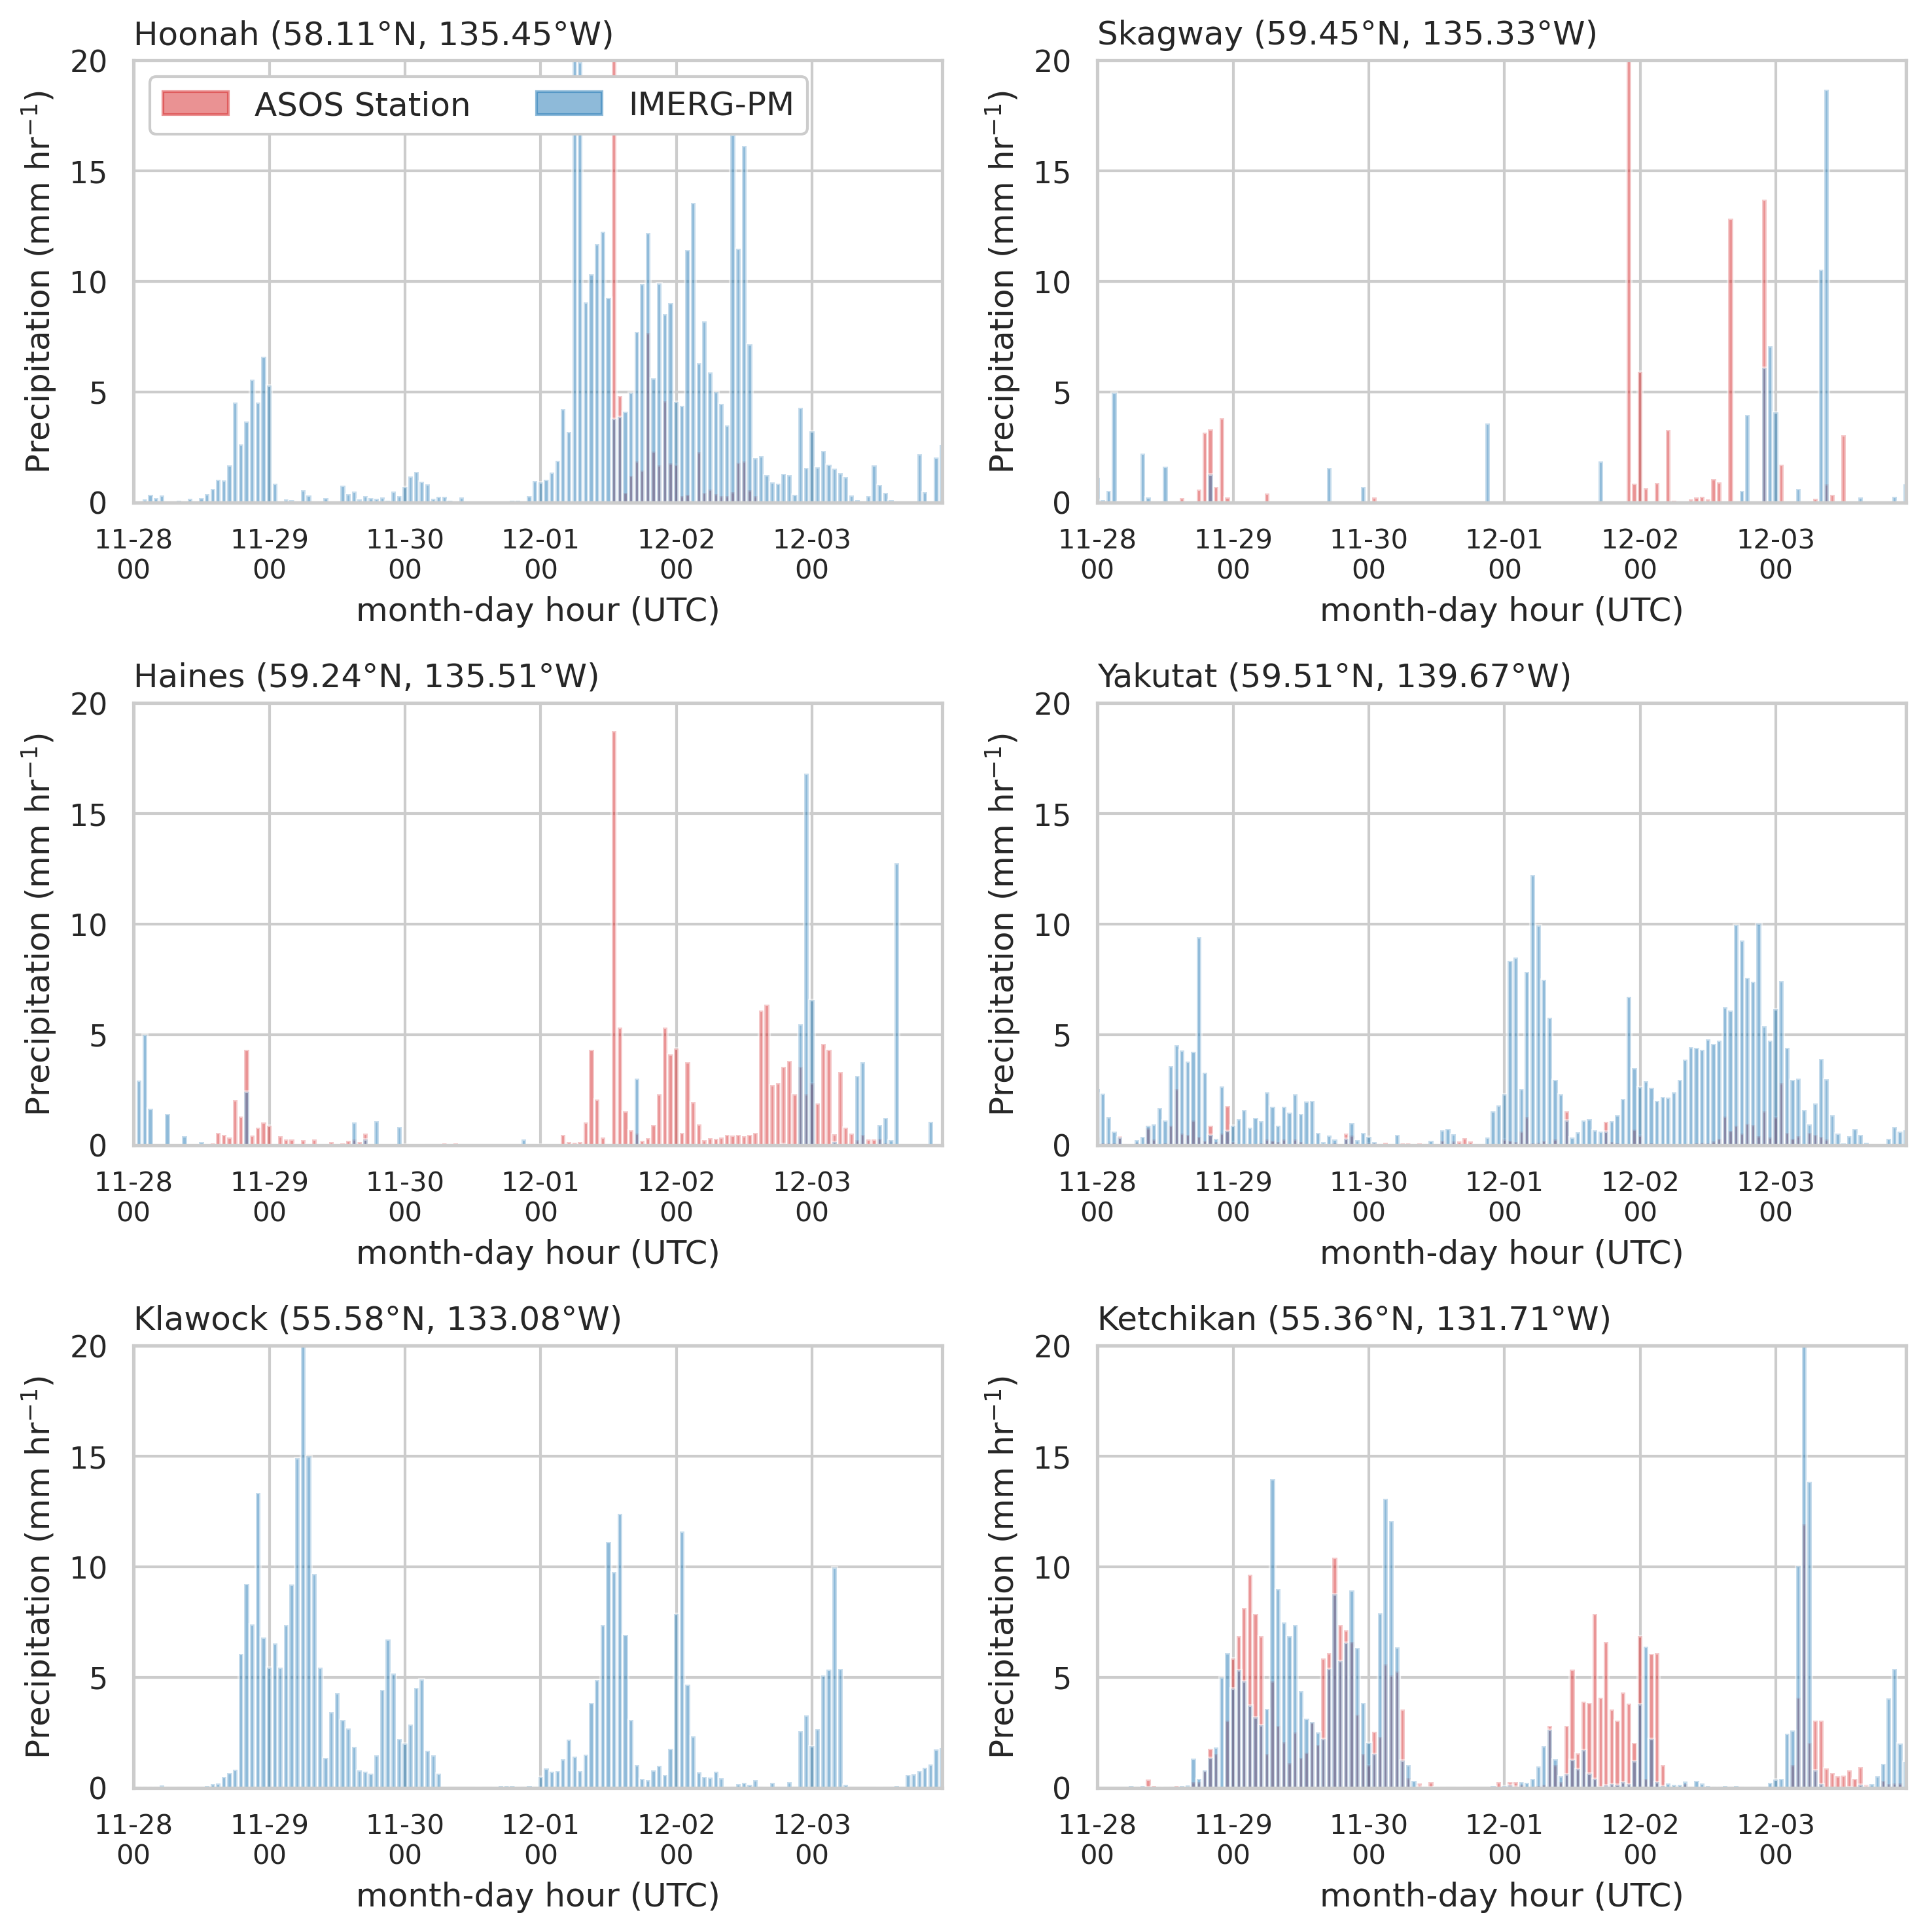 Hoonah (58.11°N, 135.45°W)
Precipitation (mm hr⁻¹)
20
15
10
5
0
ASOS Station IMERG-PM
11-28 11-29 11-30 12-01 12-02 12-03
00 00 00 00 00 00
month-day hour (UTC)
Skagway (59.45°N, 135.33°W)
Precipitation (mm hr⁻¹)
20
15
10
5
0
11-28 11-29 11-30 12-01 12-02 12-03
00 00 00 00 00 00
month-day hour (UTC)
Haines (59.24°N, 135.51°W)
Precipitation (mm hr⁻¹)
20
15
10
5
0
11-28 11-29 11-30 12-01 12-02 12-03
00 00 00 00 00 00
month-day hour (UTC)
Yakutat (59.51°N, 139.67°W)
Precipitation (mm hr⁻¹)
20
15
10
5
0
11-28 11-29 11-30 12-01 12-02 12-03
00 00 00 00 00 00
month-day hour (UTC)
Klawock (55.58°N, 133.08°W)
Precipitation (mm hr⁻¹)
20
15
10
5
0
11-28 11-29 11-30 12-01 12-02 12-03
00 00 00 00 00 00
month-day hour (UTC)
Ketchikan (55.36°N, 131.71°W)
Precipitation (mm hr⁻¹)
20
15
10
5
0
11-28 11-29 11-30 12-01 12-02 12-03
00 00 00 00 00 00
month-day hour (UTC)